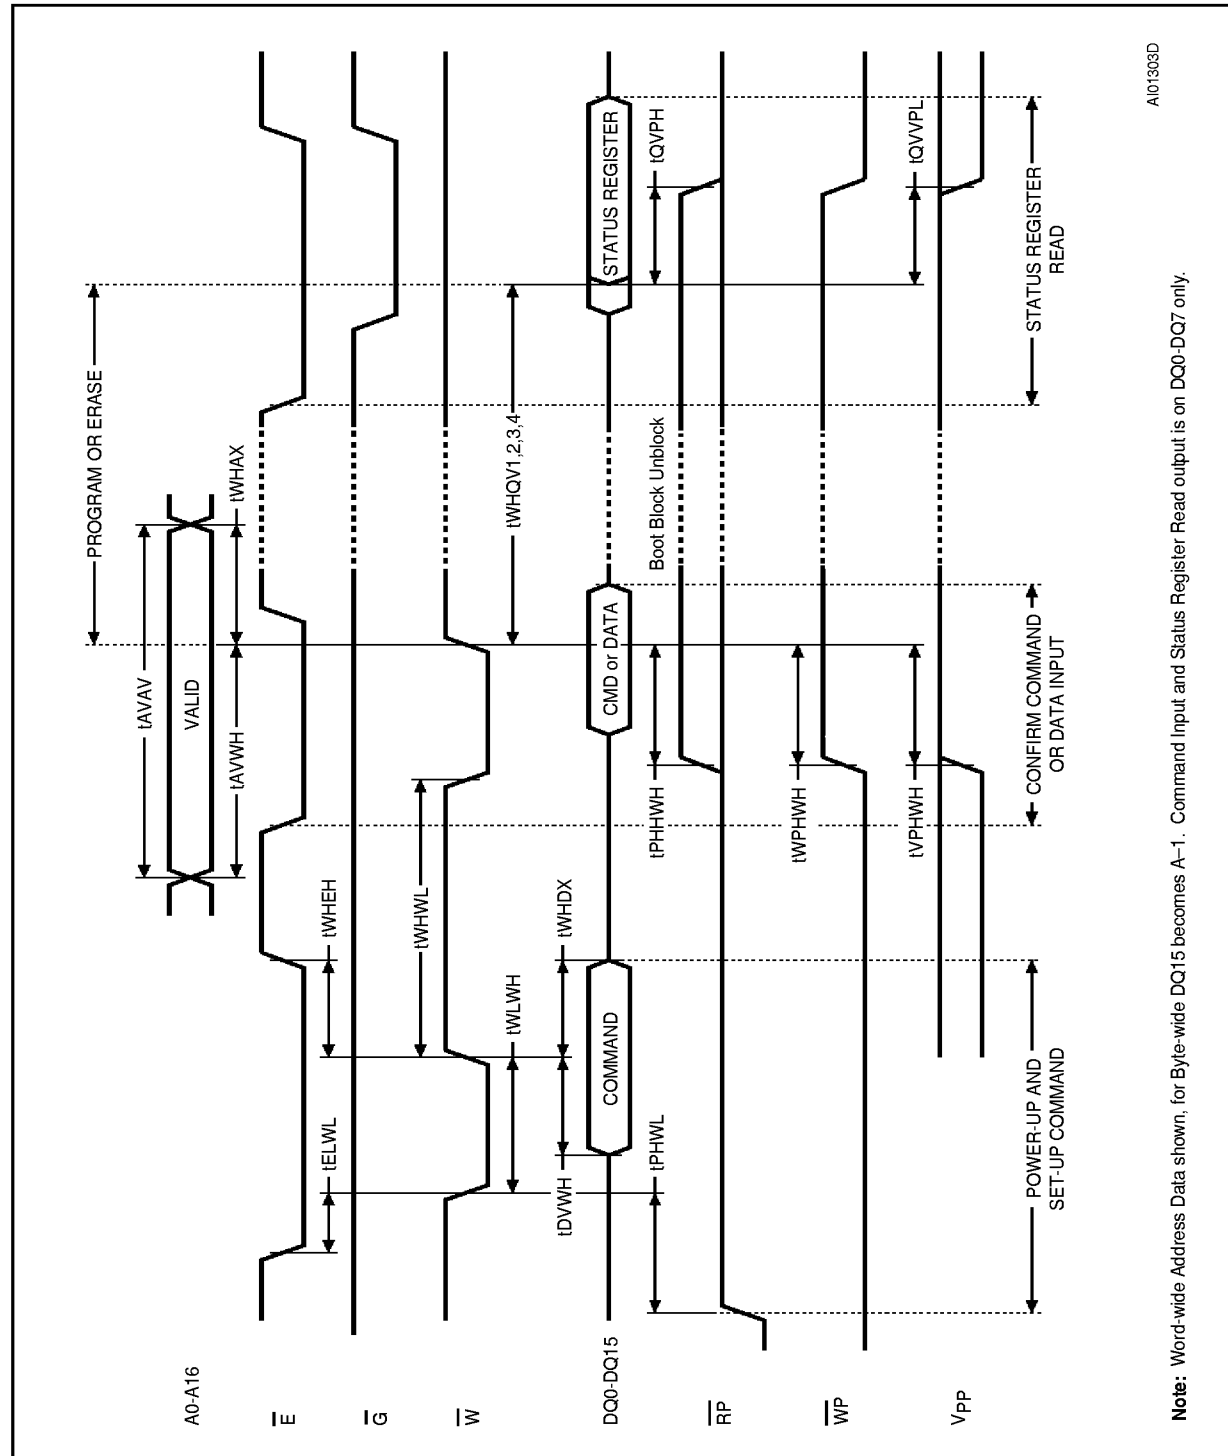 PROGRAM OR ERASE
tAVAV
A0-A16
VALID
tAVWH
tWHAX
E
tELWL
tWHEH
G
tWHWL
W
tWLWH
tWHQV1,2,3,4
tDVWH
tWHDX
DQ0-DQ15
COMMAND
CMD or DATA
STATUS REGISTER
tPHWL
tPHHWH
Boot Block Unblock
tQVPH
RP
tWPHWH
WP
tVPHWH
tQVVPL
VPP
POWER-UP AND
SET-UP COMMAND
CONFIRM COMMAND
OR DATA INPUT
STATUS REGISTER
READ
AI01303D
Note: Word-wide Address Data shown, for Byte-wide DQ15 becomes A–1. Command Input and Status Register Read output is on DQ0-DQ7 only.